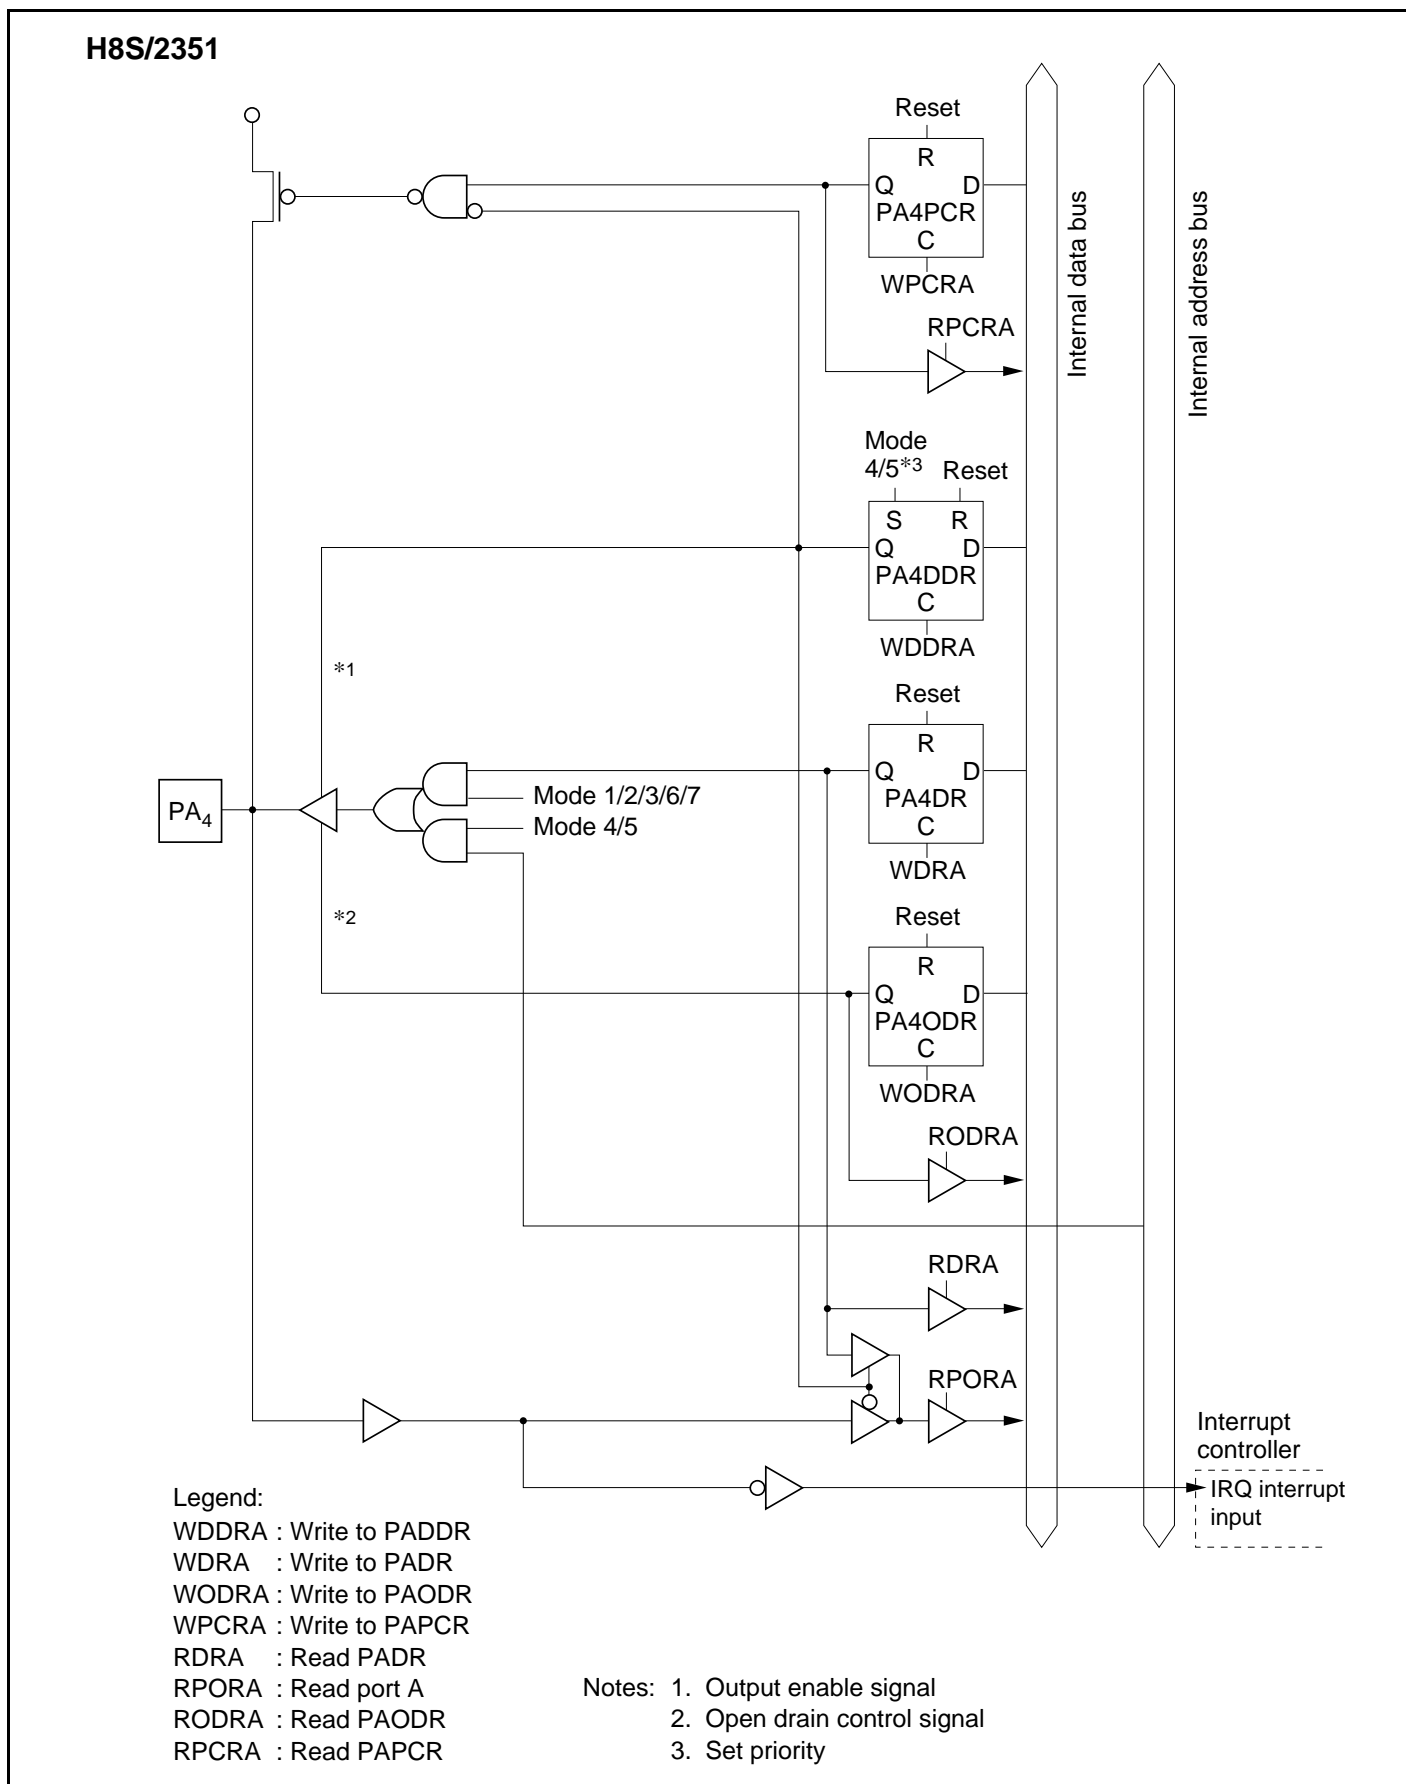 H8S/2351
Reset
R
Q D
PA4PCR
C
WPCRA
RPCRA
Internal data bus
Internal address bus
Mode
4/5*3 Reset
S R
Q D
PA4DDR
C
WDDRA
*1
Reset
R
Q D
PA4DR
C
WDRA
PA4
Mode 1/2/3/6/7
Mode 4/5
*2
Reset
R
Q D
PA4ODR
C
WODRA
RODRA
RDRA
RPORA
Interrupt
controller
IRQ interrupt
input
Legend:
WDDRA : Write to PADDR
WDRA : Write to PADR
WODRA : Write to PAODR
WPCRA : Write to PAPCR
RDRA : Read PADR
RPORA : Read port A
RODRA : Read PAODR
RPCRA : Read PAPCR
Notes: 1. Output enable signal
2. Open drain control signal
3. Set priority